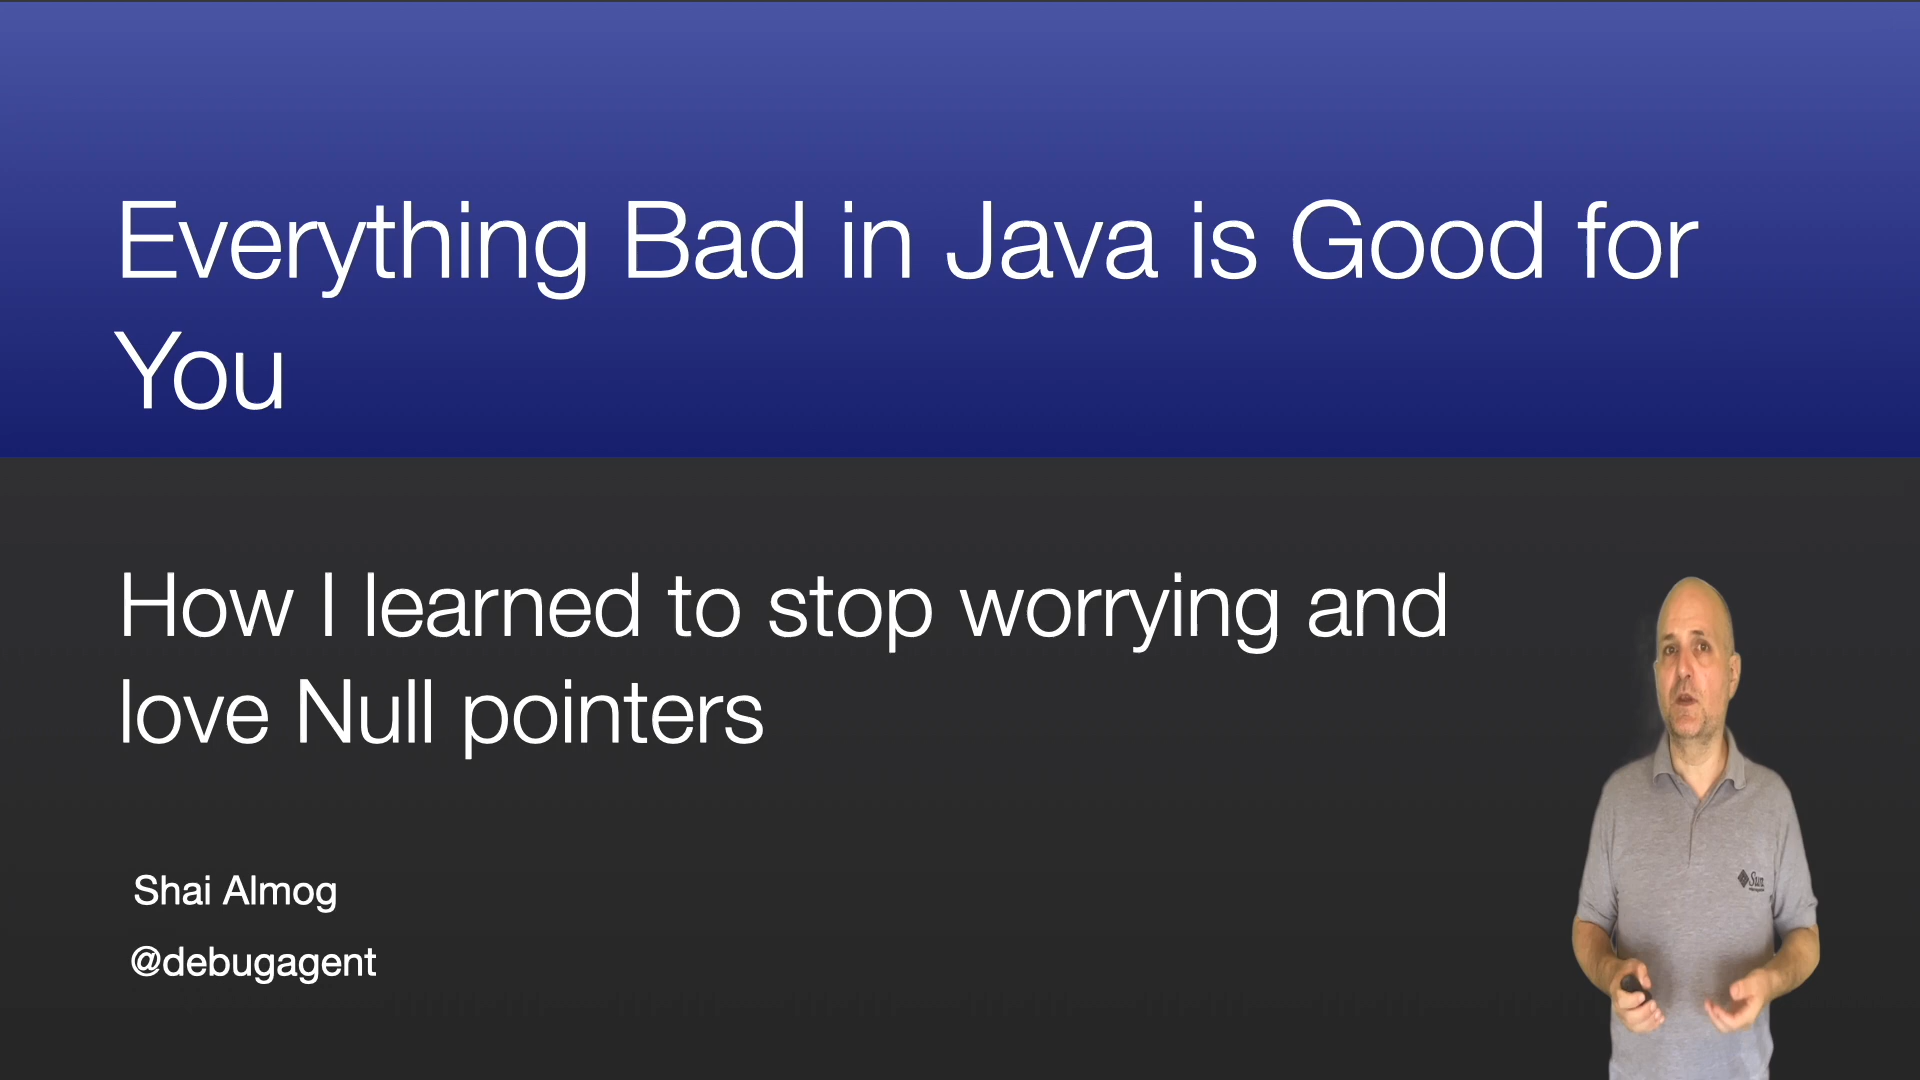 Everything Bad in Java is Good for
You
How I learned to stop worrying and
love Null pointers
Shai Almog
@debugagent
Sun